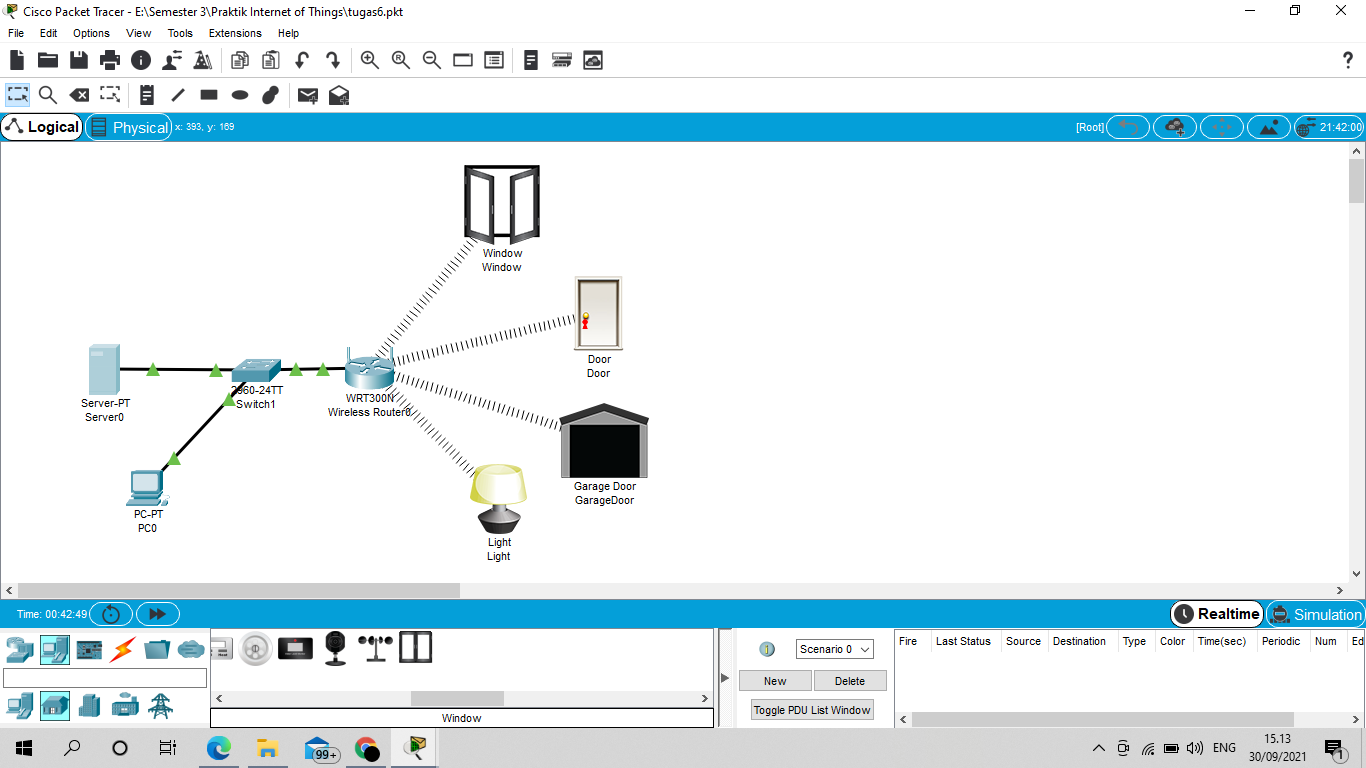 Cisco Packet Tracer - E:\Semester 3\Praktik Internet of Things\tugas6.pkt
File Edit Options View Tools Extensions Help
?
Logical Physical x: 393, y: 169 [Root] 21:42:00
Window
Window
Door
Door
Server-PT
Server0
2960-24TT
Switch1
WRT300N
Wireless Router0
Garage Door
GarageDoor
PC-PT
PC0
Light
Light
Time: 00:42:49 Realtime Simulation
Scenario 0
New Delete
Toggle PDU List Window
Fire Last Status Source Destination Type Color Time(sec) Periodic Num Ed
Window
99+ ENG 15.13
30/09/2021 1